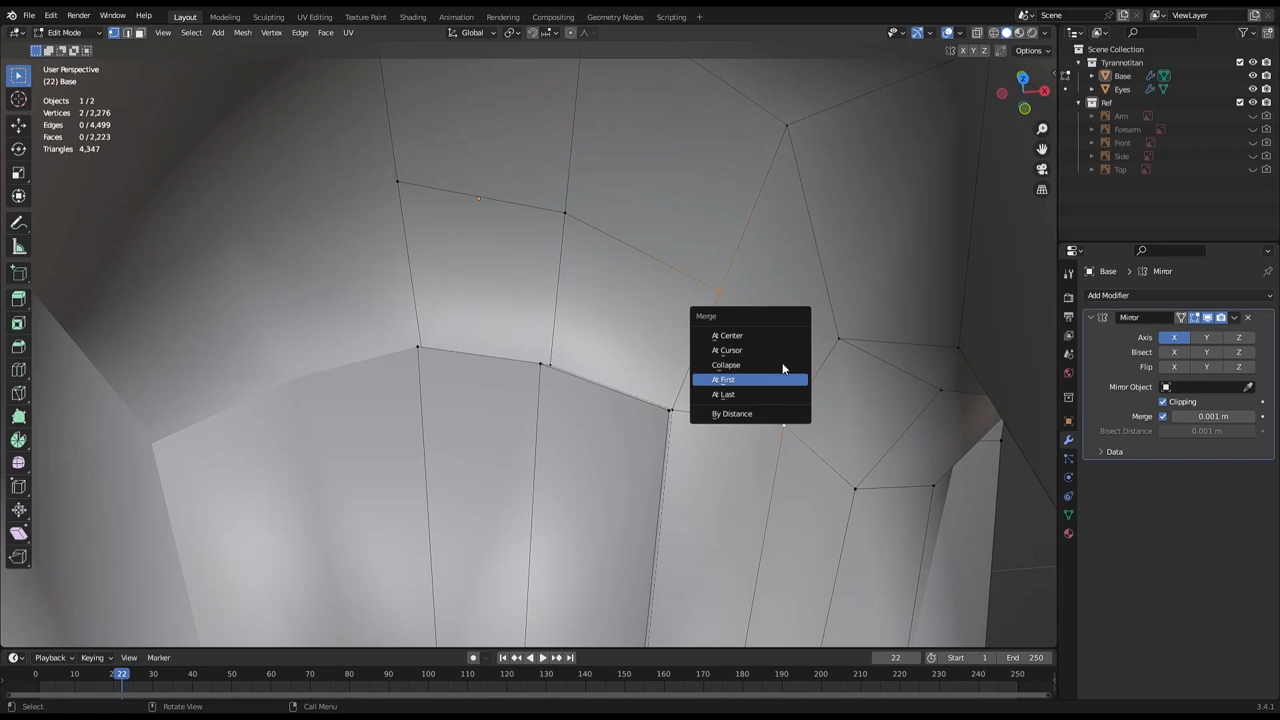 File Edit Render Window Help Layout Modeling Sculpting UV Editing Texture Paint Shading Animation Rendering Compositing Geometry Nodes Scripting + Scene ViewLayer
Edit Mode View Select Add Mesh Vertex Edge Face UV Global
X Y Z Options
User Perspective
(22) Base
Objects 1/2
Vertices 2/2,276
Edges 0/4,499
Faces 0/2,223
Triangles 4,347
Z
X
Merge
At Center
At Cursor
Collapse
At First
At Last
By Distance
Scene Collection
Tyrannotitan
Base
Eyes
Ref
Arm
Forearm
Front
Side
Top
Base Mirror
Add Modifier
Mirror
Axis X Y Z
Bisect X Y Z
Flip X Y Z
Mirror Object
Clipping
Merge 0.001 m
Bisect Distance 0.001 m
Data
Playback Keying View Marker 22 Start 1 End 250
0 10 2 22 30 40 50 60 70 80 90 100 110 120 130 140 150 160 170 180 190 200 210 220 230 240 250
Select Rotate View Call Menu 3.4.1